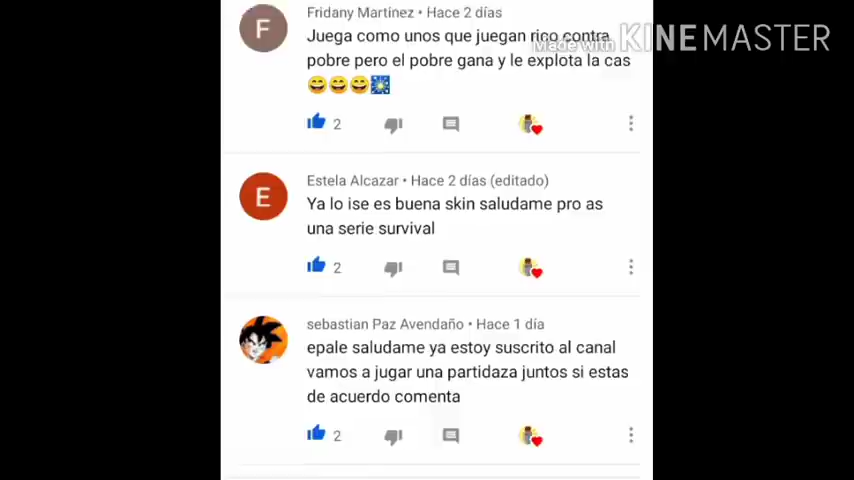 Fridany Martinez • Hace 2 días
Made with KINEMASTER
Juega como unos que juegan rico contra
pobre pero el pobre gana y le explota la cas
😄😄😄🎆
2
E
Estela Alcazar • Hace 2 días (editado)
Ya lo ise es buena skin saludame pro as
una serie survival
2
sebastian Paz Avendaño • Hace 1 día
epale saludame ya estoy suscrito al canal
vamos a jugar una partidaza juntos si estas
de acuerdo comenta
2